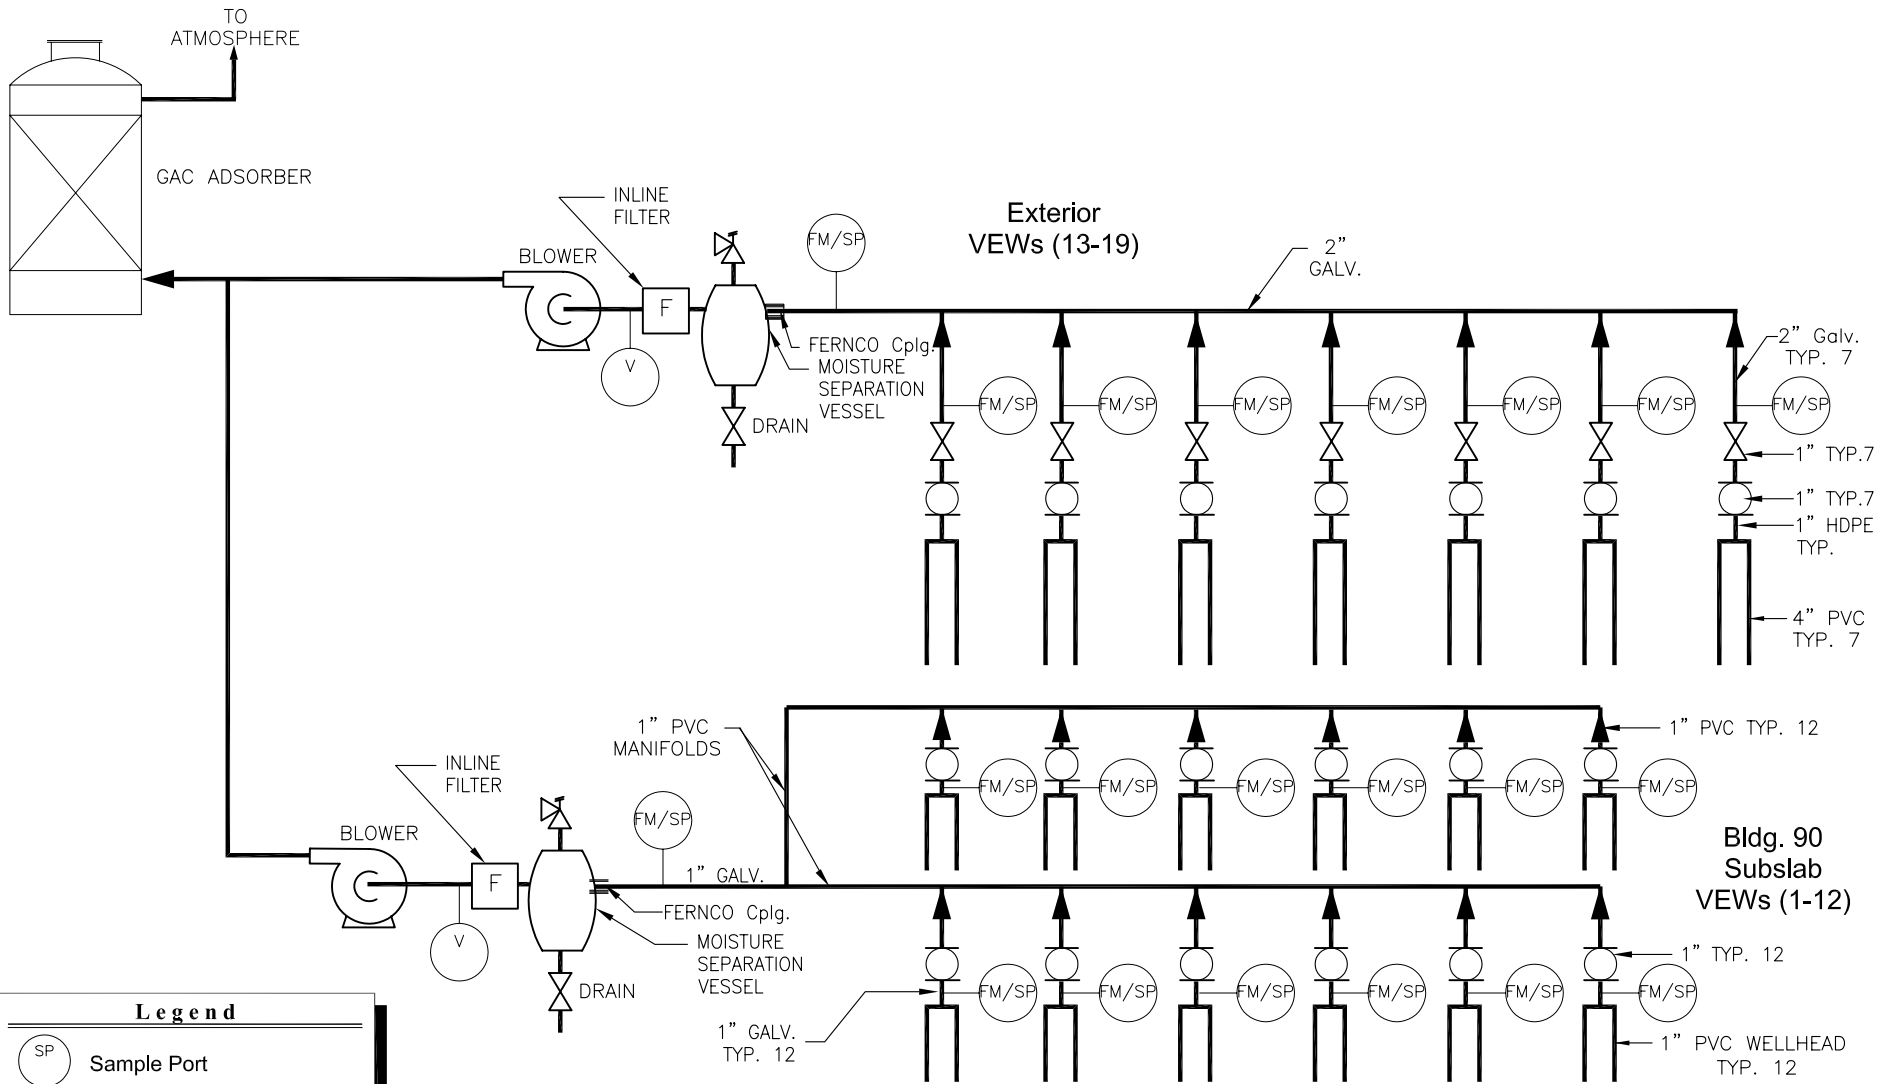 TO
ATMOSPHERE
GAC ADSORBER
INLINE
FILTER
BLOWER
F
V
FM/SP
Exterior
VEWs (13-19)
2”
GALV.
FERNCO Cplg.
MOISTURE
SEPARATION
VESSEL
DRAIN
2” Galv.
TYP. 7
FM/SP
FM/SP
FM/SP
FM/SP
FM/SP
FM/SP
FM/SP
1” TYP.7
1” TYP.7
1” HDPE
TYP.
4” PVC
TYP. 7
1” PVC
MANIFOLDS
1” PVC TYP. 12
FM/SP
FM/SP
FM/SP
FM/SP
FM/SP
FM/SP
INLINE
FILTER
BLOWER
F
V
FM/SP
1” GALV.
FERNCO Cplg.
MOISTURE
SEPARATION
VESSEL
DRAIN
Bldg. 90
Subslab
VEWs (1-12)
1” TYP. 12
FM/SP
FM/SP
FM/SP
FM/SP
FM/SP
FM/SP
1” GALV.
TYP. 12
1” PVC WELLHEAD
TYP. 12
Legend
SP
Sample Port